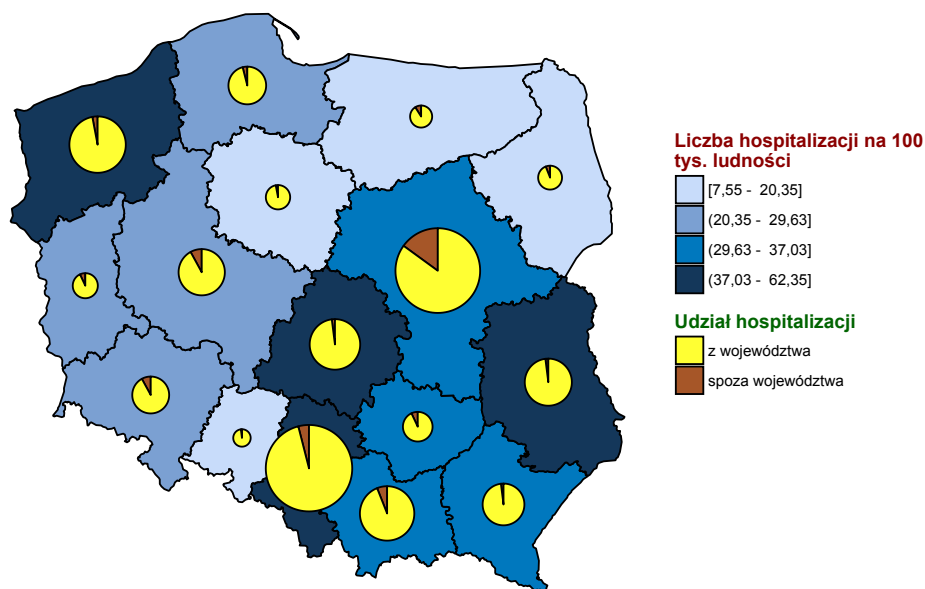 Liczba hospitalizacji na 100
tys. ludności
[7,55 - 20,35]
(20,35 - 29,63]
(29,63 - 37,03]
(37,03 - 62,35]
Udział hospitalizacji
z województwa
spoza województwa